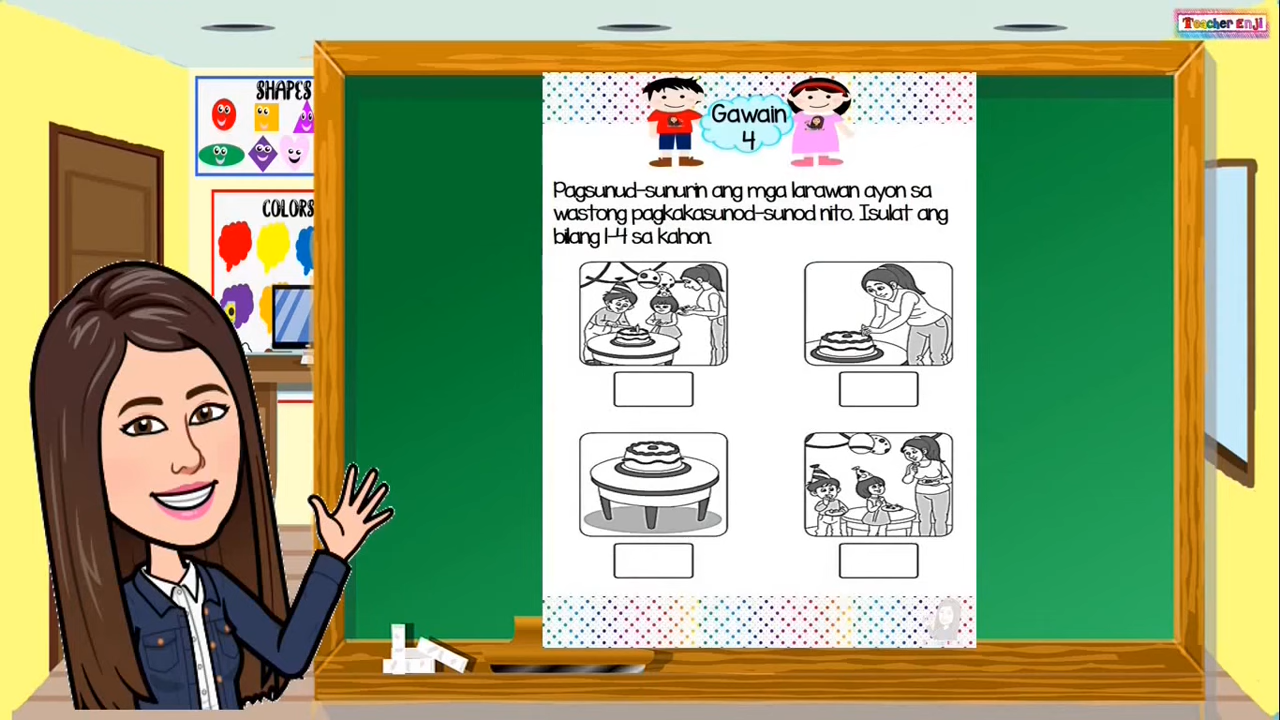 Teacher Enji
SHAPES
COLORS
Gawain
4
Pagsunud-sunurin ang mga larawan ayon sa
wastong pagkakasunod-sunod nito. Isulat ang
bilang 1-4 sa kahon.